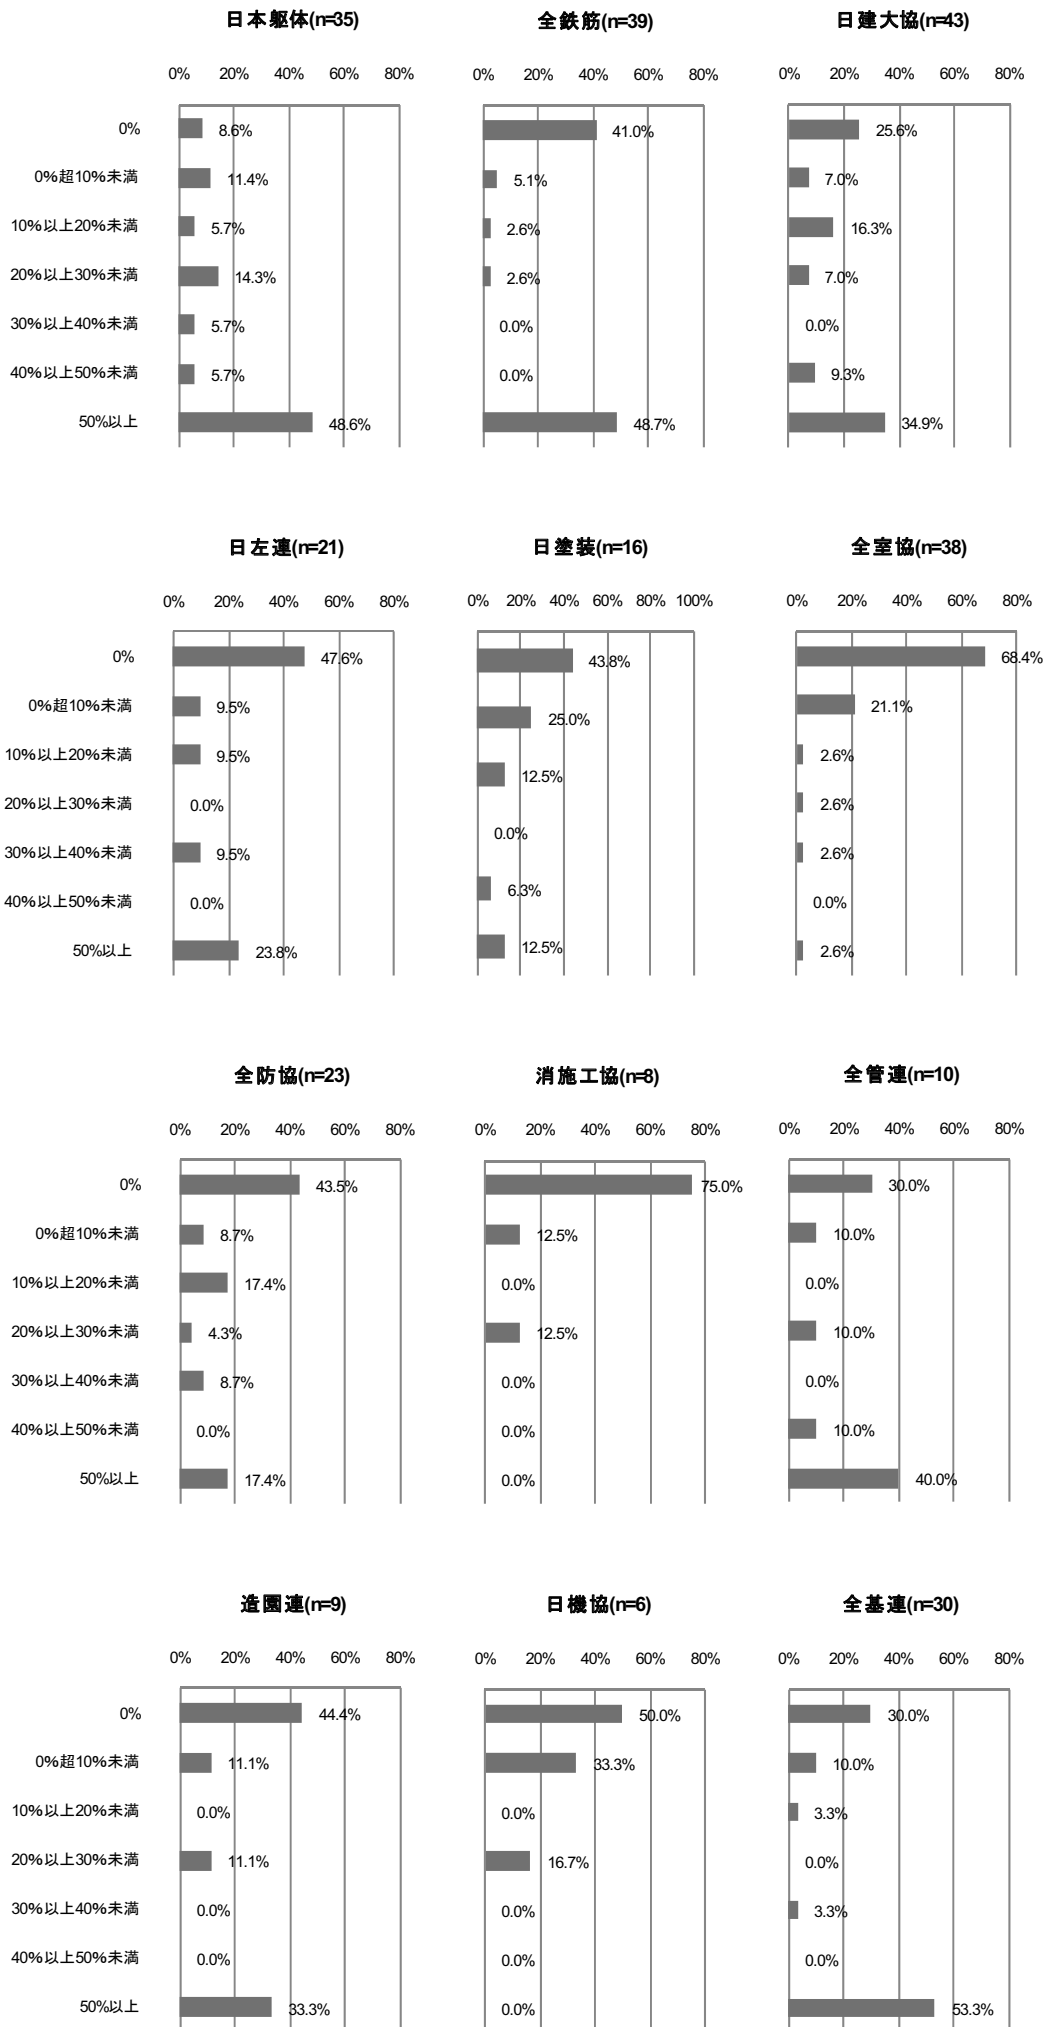 日本躯体(n=35)
0% 20% 40% 60% 80%
0% 8.6%
0%超10%未満 11.4%
10%以上20%未満 5.7%
20%以上30%未満 14.3%
30%以上40%未満 5.7%
40%以上50%未満 5.7%
50%以上 48.6%
全鉄筋(n=39)
0% 20% 40% 60% 80%
41.0%
5.1%
2.6%
2.6%
0.0%
0.0%
48.7%
日建大協(n=43)
0% 20% 40% 60% 80%
25.6%
7.0%
16.3%
7.0%
0.0%
9.3%
34.9%
日左連(n=21)
0% 20% 40% 60% 80%
0% 47.6%
0%超10%未満 9.5%
10%以上20%未満 9.5%
20%以上30%未満 0.0%
30%以上40%未満 9.5%
40%以上50%未満 0.0%
50%以上 23.8%
日塗装(n=16)
0% 20% 40% 60% 80% 100%
43.8%
25.0%
12.5%
0.0%
6.3%
12.5%
全室協(n=38)
0% 20% 40% 60% 80%
68.4%
21.1%
2.6%
2.6%
2.6%
0.0%
2.6%
全防協(n=23)
0% 20% 40% 60% 80%
0% 43.5%
0%超10%未満 8.7%
10%以上20%未満 17.4%
20%以上30%未満 4.3%
30%以上40%未満 8.7%
40%以上50%未満 0.0%
50%以上 17.4%
消施工協(n=8)
0% 20% 40% 60% 80%
75.0%
12.5%
0.0%
12.5%
0.0%
0.0%
0.0%
全管連(n=10)
0% 20% 40% 60% 80%
30.0%
10.0%
0.0%
10.0%
0.0%
10.0%
40.0%
造園連(n=9)
0% 20% 40% 60% 80%
0% 44.4%
0%超10%未満 11.1%
10%以上20%未満 0.0%
20%以上30%未満 11.1%
30%以上40%未満 0.0%
40%以上50%未満 0.0%
50%以上 33.3%
日機協(n=6)
0% 20% 40% 60% 80%
50.0%
33.3%
0.0%
16.7%
0.0%
0.0%
0.0%
全基連(n=30)
0% 20% 40% 60% 80%
30.0%
10.0%
3.3%
0.0%
3.3%
0.0%
53.3%